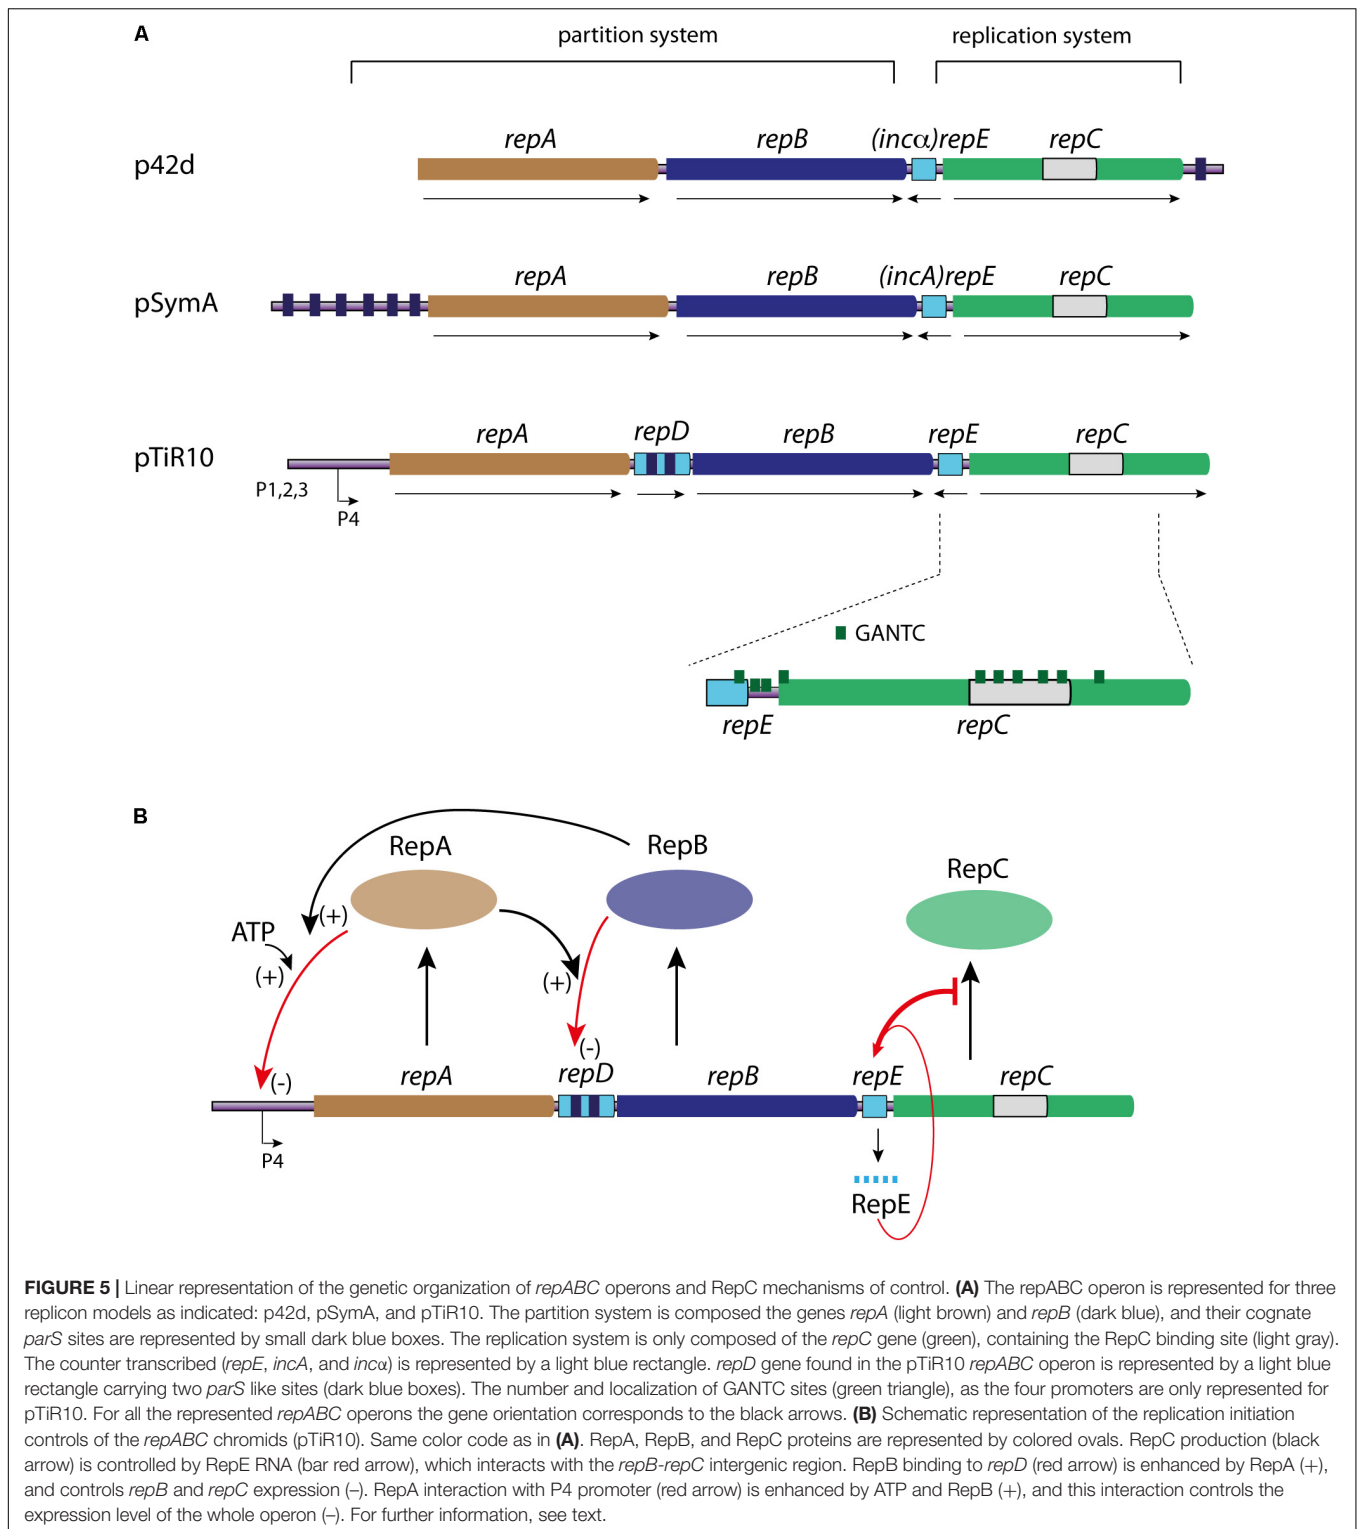 A
partition system
replication system
repA
repB
(incα)repE
repC
p42d
repA
repB
(incA)repE
repC
pSymA
repA
repD
repB
repE
repC
pTiR10
P1,2,3
P4
GANTC
repE
repC
B
RepA
RepB
RepC
ATP
(+)
(+)
(+)
(-)
(-)
repA
repD
repB
repE
repC
P4
RepE
FIGURE 5 | Linear representation of the genetic organization of repABC operons and RepC mechanisms of control. (A) The repABC operon is represented for three
replicon models as indicated: p42d, pSymA, and pTiR10. The partition system is composed the genes repA (light brown) and repB (dark blue), and their cognate
parS sites are represented by small dark blue boxes. The replication system is only composed of the repC gene (green), containing the RepC binding site (light gray).
The counter transcribed (repE, incA, and incα) is represented by a light blue rectangle. repD gene found in the pTiR10 repABC operon is represented by a light blue
rectangle carrying two parS like sites (dark blue boxes). The number and localization of GANTC sites (green triangle), as the four promoters are only represented for
pTiR10. For all the represented repABC operons the gene orientation corresponds to the black arrows. (B) Schematic representation of the replication initiation
controls of the repABC chromids (pTiR10). Same color code as in (A). RepA, RepB, and RepC proteins are represented by colored ovals. RepC production (black
arrow) is controlled by RepE RNA (bar red arrow), which interacts with the repB-repC intergenic region. RepB binding to repD (red arrow) is enhanced by RepA (+),
and controls repB and repC expression (–). RepA interaction with P4 promoter (red arrow) is enhanced by ATP and RepB (+), and this interaction controls the
expression level of the whole operon (–). For further information, see text.